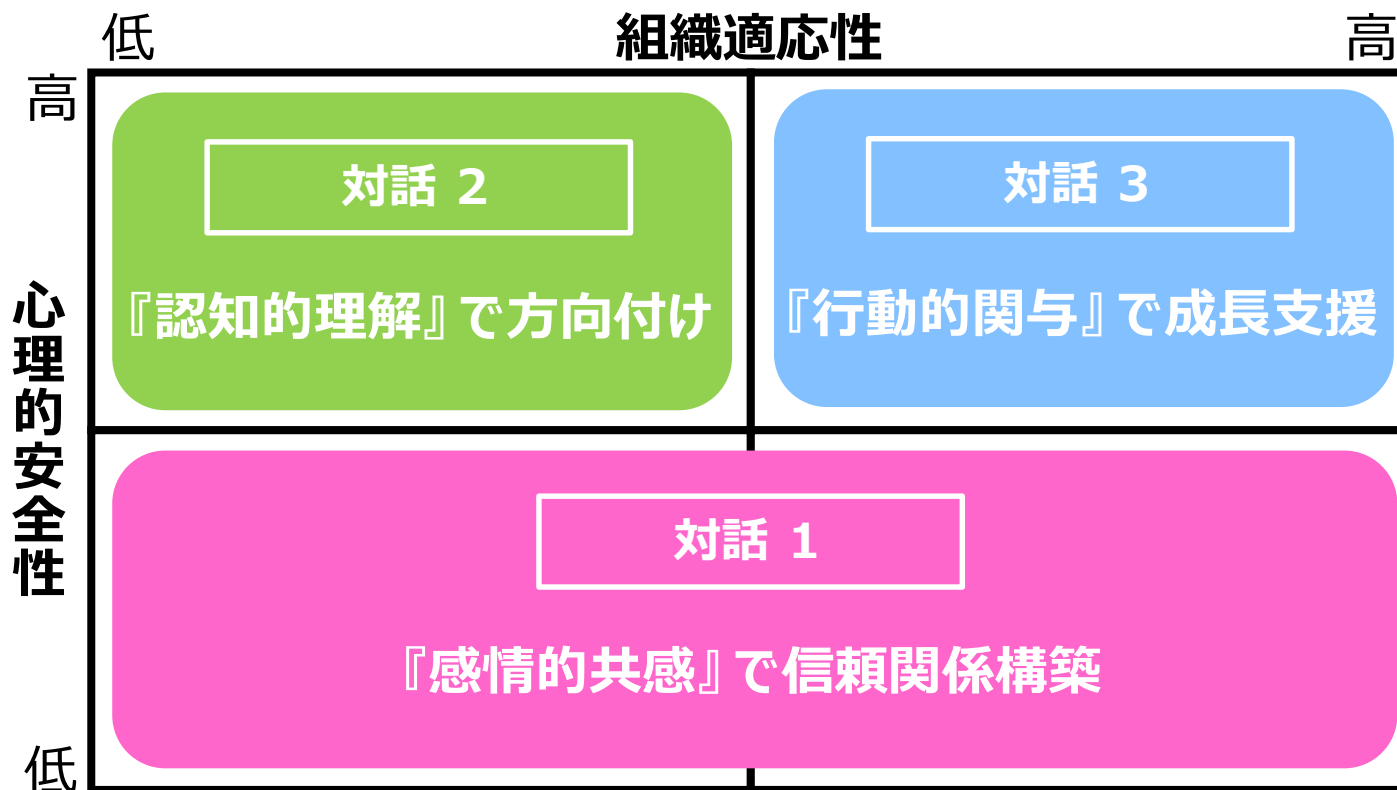 低
組織適応性
高
高
対話 2
『認知的理解』で方向付け
対話 3
『行動的関与』で成長支援
心理的安全性
対話 1
『感情的共感』で信頼関係構築
低